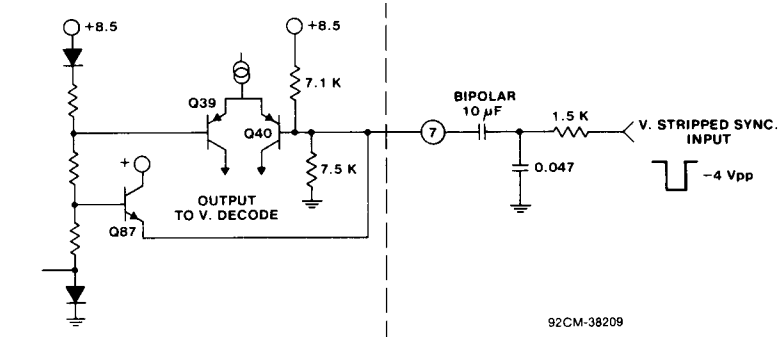 +8.5
+8.5
7.1 K
Q39
Q40
7.5 K
+
OUTPUT
TO V. DECODE
Q87
7
BIPOLAR
10 µF
1.5 K
V. STRIPPED SYNC.
INPUT
0.047
−4 Vpp
92CM-38209